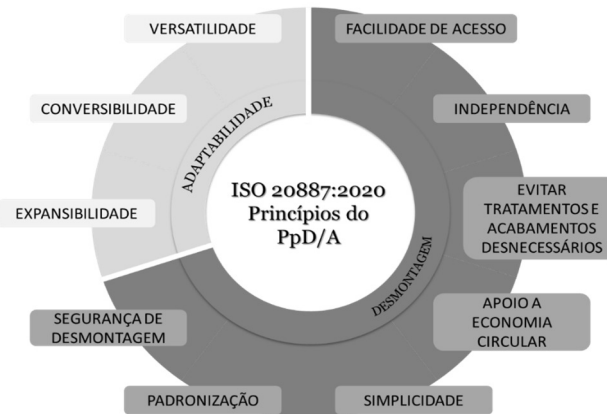 VERSATILIDADE
FACILIDADE DE ACESSO
CONVERSIBILIDADE
INDEPENDÊNCIA
ADAPTABILIDADE
ISO 20887:2020
Princípios do
PpD/A
EXPANSIBILIDADE
EVITAR
TRATAMENTOS E
ACABAMENTOS
DESNECESSÁRIOS
DESMONTAGEM
SEGURANÇA DE
DESMONTAGEM
APOIO A
ECONOMIA
CIRCULAR
PADRONIZAÇÃO
SIMPLICIDADE